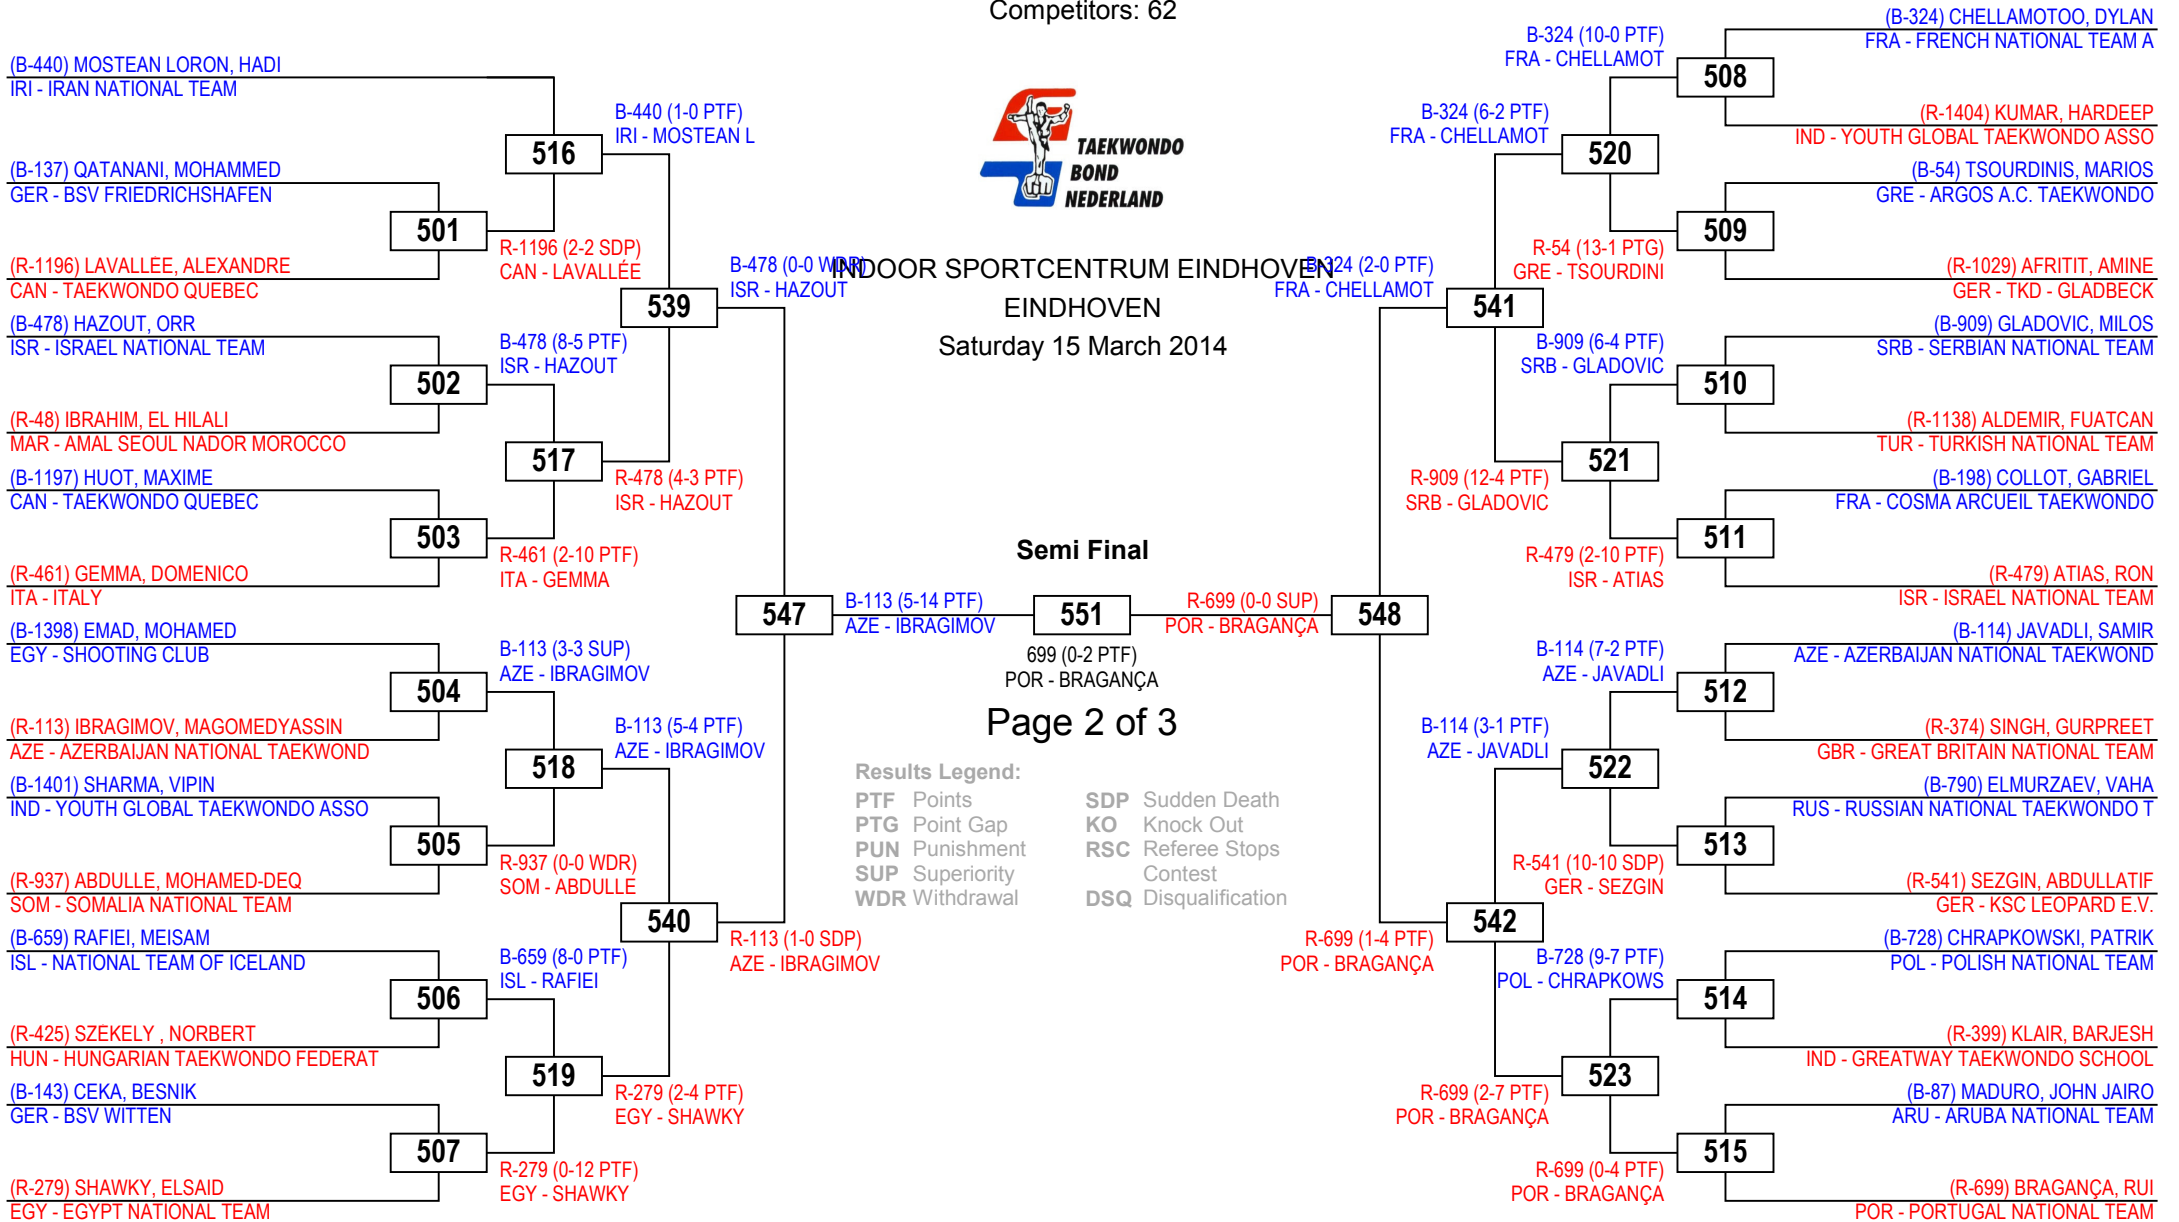 Competitors: 62
(B-440) MOSTEAN LORON, HADI
IRI - IRAN NATIONAL TEAM
(B-137) QATANANI, MOHAMMED
GER - BSV FRIEDRICHSHAFEN
(R-1196) LAVALLÉE, ALEXANDRE
CAN - TAEKWONDO QUEBEC
(B-478) HAZOUT, ORR
ISR - ISRAEL NATIONAL TEAM
(R-48) IBRAHIM, EL HILALI
MAR - AMAL SEOUL NADOR MOROCCO
(B-1197) HUOT, MAXIME
CAN - TAEKWONDO QUEBEC
(R-461) GEMMA, DOMENICO
ITA - ITALY
(B-1398) EMAD, MOHAMED
EGY - SHOOTING CLUB
(R-113) IBRAGIMOV, MAGOMEDYASSIN
AZE - AZERBAIJAN NATIONAL TAEKWOND
(B-1401) SHARMA, VIPIN
IND - YOUTH GLOBAL TAEKWONDO ASSO
(R-937) ABDULLE, MOHAMED-DEQ
SOM - SOMALIA NATIONAL TEAM
(B-659) RAFIEI, MEISAM
ISL - NATIONAL TEAM OF ICELAND
(R-425) SZÉKELY , NORBERT
HUN - HUNGARIAN TAEKWONDO FEDERAT
(B-143) CEKA, BESNIK
GER - BSV WITTEN
(R-279) SHAWKY, ELSAID
EGY - EGYPT NATIONAL TEAM
501
502
503
504
505
506
507
R-1196 (2-2 SDP)
CAN - LAVALLÉE
B-478 (8-5 PTF)
ISR - HAZOUT
R-461 (2-10 PTF)
ITA - GEMMA
B-113 (3-3 SUP)
AZE - IBRAGIMOV
R-937 (0-0 WDR)
SOM - ABDULLE
B-659 (8-0 PTF)
ISL - RAFIEI
R-279 (0-12 PTF)
EGY - SHAWKY
516
517
518
519
B-440 (1-0 PTF)
IRI - MOSTEAN L
R-478 (4-3 PTF)
ISR - HAZOUT
B-113 (5-4 PTF)
AZE - IBRAGIMOV
R-279 (2-4 PTF)
EGY - SHAWKY
539
540
B-478 (0-0 WDR)
ISR - HAZOUT
R-113 (1-0 SDP)
AZE - IBRAGIMOV
547
B-113 (5-14 PTF)
AZE - IBRAGIMOV
TAEKWONDO
BOND
NEDERLAND
INDOOR SPORTCENTRUM EINDHOVEN
EINDHOVEN
Saturday 15 March 2014
Semi Final
551
699 (0-2 PTF)
POR - BRAGANÇA
Page 2 of 3
Results Legend:
PTF Points
PTG Point Gap
PUN Punishment
SUP Superiority
WDR Withdrawal
SDP Sudden Death
KO Knock Out
RSC Referee Stops
Contest
DSQ Disqualification
R-699 (0-0 SUP)
POR - BRAGANÇA
548
B-324 (2-0 PTF)
FRA - CHELLAMOT
R-699 (1-4 PTF)
POR - BRAGANÇA
541
542
B-324 (6-2 PTF)
FRA - CHELLAMOT
R-909 (12-4 PTF)
SRB - GLADOVIC
B-114 (3-1 PTF)
AZE - JAVADLI
R-699 (2-7 PTF)
POR - BRAGANÇA
520
521
522
523
B-324 (10-0 PTF)
FRA - CHELLAMOT
R-54 (13-1 PTG)
GRE - TSOURDINI
B-909 (6-4 PTF)
SRB - GLADOVIC
R-479 (2-10 PTF)
ISR - ATIAS
B-114 (7-2 PTF)
AZE - JAVADLI
R-541 (10-10 SDP)
GER - SEZGIN
B-728 (9-7 PTF)
POL - CHRAPKOWS
R-699 (0-4 PTF)
POR - BRAGANÇA
508
509
510
511
512
513
514
515
(B-324) CHELLAMOTOO, DYLAN
FRA - FRENCH NATIONAL TEAM A
(R-1404) KUMAR, HARDEEP
IND - YOUTH GLOBAL TAEKWONDO ASSO
(B-54) TSOURDINIS, MARIOS
GRE - ARGOS A.C. TAEKWONDO
(R-1029) AFRITIT, AMINE
GER - TKD - GLADBECK
(B-909) GLADOVIC, MILOS
SRB - SERBIAN NATIONAL TEAM
(R-1138) ALDEMIR, FUATCAN
TUR - TURKISH NATIONAL TEAM
(B-198) COLLOT, GABRIEL
FRA - COSMA ARCUEIL TAEKWONDO
(R-479) ATIAS, RON
ISR - ISRAEL NATIONAL TEAM
(B-114) JAVADLI, SAMIR
AZE - AZERBAIJAN NATIONAL TAEKWOND
(R-374) SINGH, GURPREET
GBR - GREAT BRITAIN NATIONAL TEAM
(B-790) ELMURZAEV, VAHA
RUS - RUSSIAN NATIONAL TAEKWONDO T
(R-541) SEZGIN, ABDULLATIF
GER - KSC LEOPARD E.V.
(B-728) CHRAPKOWSKI, PATRIK
POL - POLISH NATIONAL TEAM
(R-399) KLAIR, BARJESH
IND - GREATWAY TAEKWONDO SCHOOL
(B-87) MADURO, JOHN JAIRO
ARU - ARUBA NATIONAL TEAM
(R-699) BRAGANÇA, RUI
POR - PORTUGAL NATIONAL TEAM